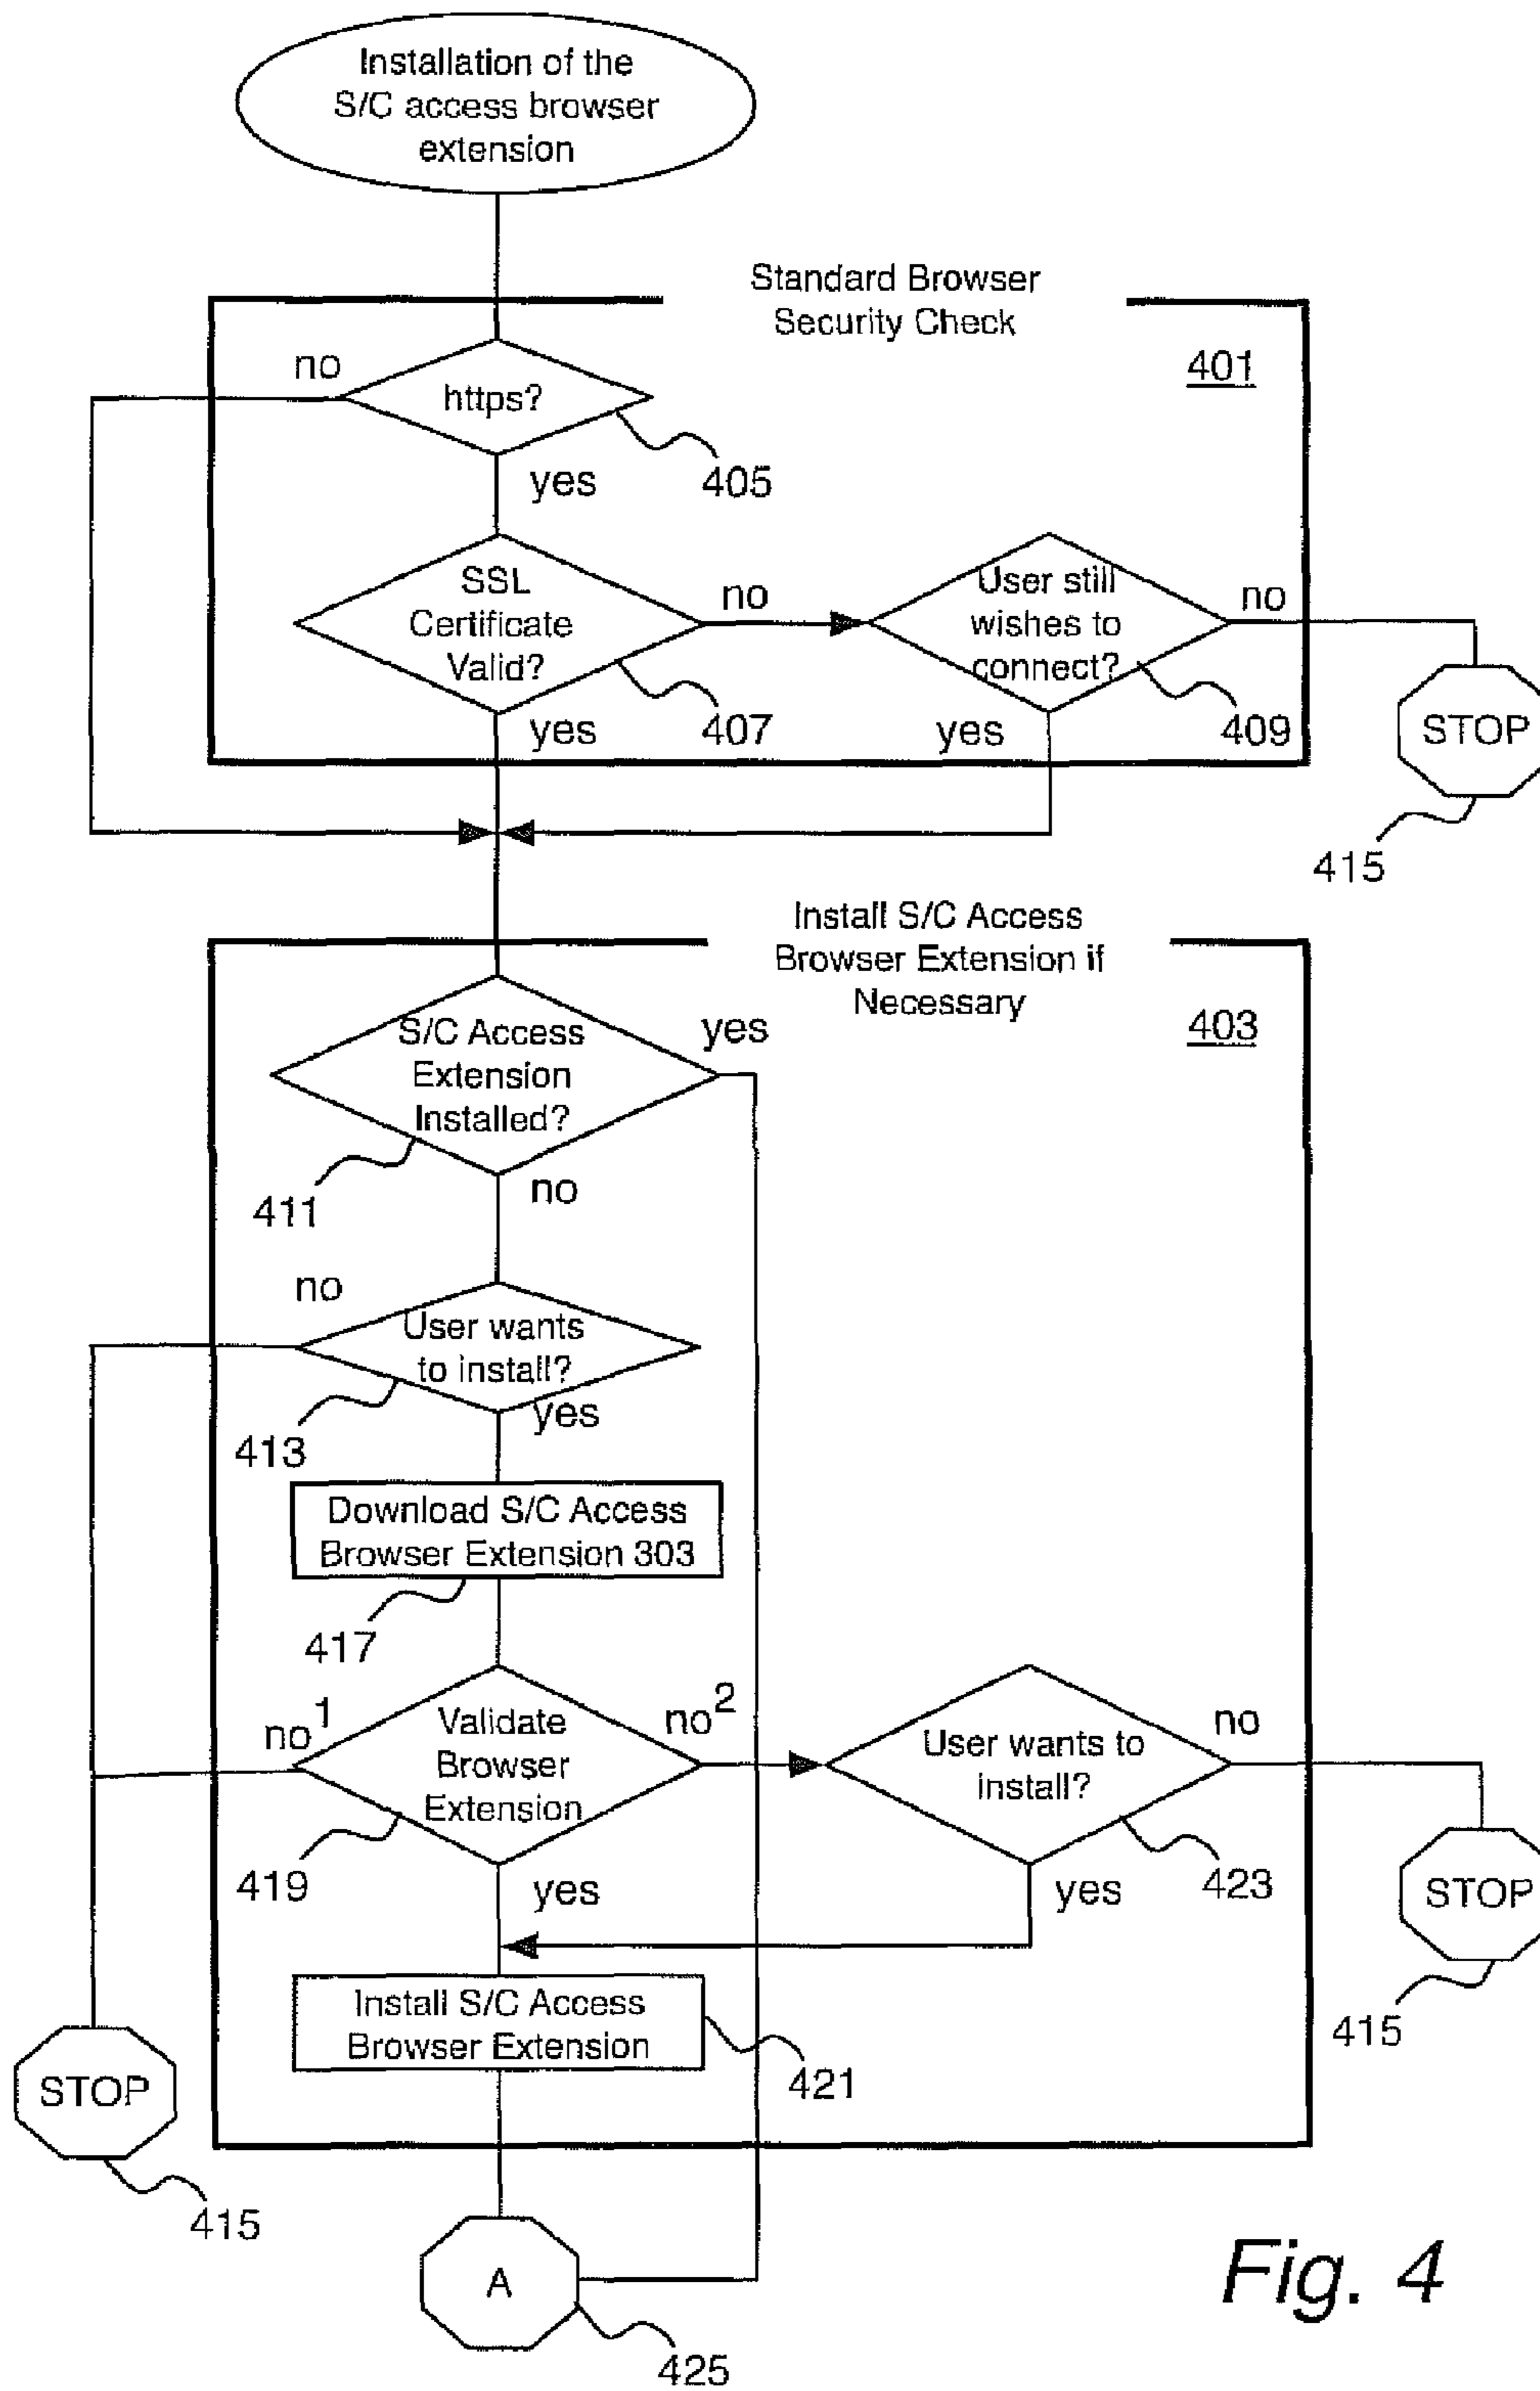 Installation of the
S/C access browser
extension
Standard Browser
Security Check
401
no
https?
405
yes
SSL
Certificate
Valid?
no
User still
wishes to
connect?
no
407
yes
yes
409
STOP
415
Install S/C Access
Browser Extension if
Necessary
403
S/C Access
Extension
Installed?
yes
411
no
no
User wants
to install?
413
yes
Download S/C Access
Browser Extension 303
417
no1
Validate
Browser
Extension
no2
User wants to
install?
no
419
yes
yes
423
STOP
415
Install S/C Access
Browser Extension
421
STOP
415
A
425
Fig. 4